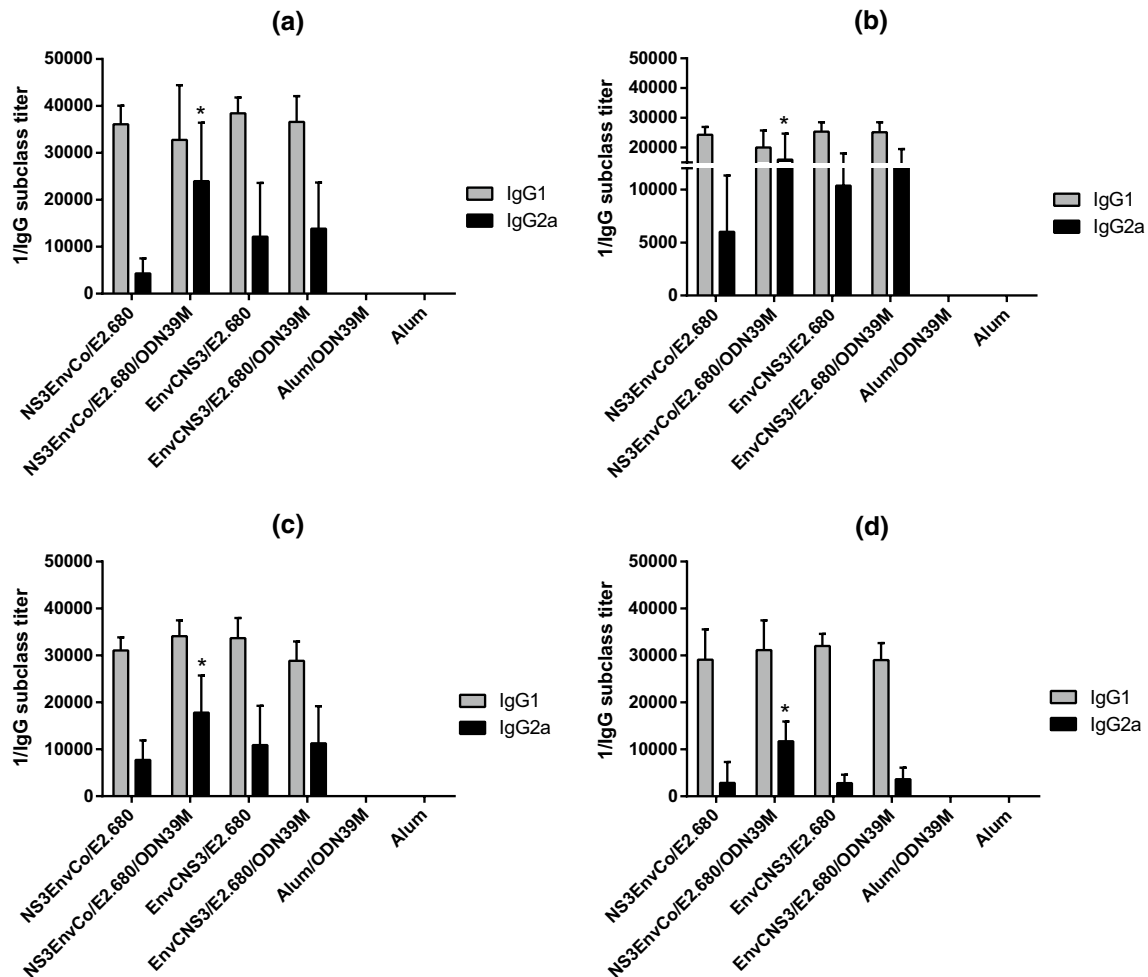 (a)
1/IgG subclass titer
50000
40000
30000
20000
10000
0
*
IgG1
IgG2a
NS3EnvCo/E2.680
NS3EnvCo/E2.680/ODN39M
EnvCNS3/E2.680
EnvCNS3/E2.680/ODN39M
Alum/ODN39M
Alum
(b)
1/IgG subclass titer
50000
40000
30000
20000
10000
5000
0
*
IgG1
IgG2a
NS3EnvCo/E2.680
NS3EnvCo/E2.680/ODN39M
EnvCNS3/E2.680
EnvCNS3/E2.680/ODN39M
Alum/ODN39M
Alum
(c)
1/IgG subclass titer
50000
40000
30000
20000
10000
0
*
IgG1
IgG2a
NS3EnvCo/E2.680
NS3EnvCo/E2.680/ODN39M
EnvCNS3/E2.680
EnvCNS3/E2.680/ODN39M
Alum/ODN39M
Alum
(d)
1/IgG subclass titer
50000
40000
30000
20000
10000
0
*
IgG1
IgG2a
NS3EnvCo/E2.680
NS3EnvCo/E2.680/ODN39M
EnvCNS3/E2.680
EnvCNS3/E2.680/ODN39M
Alum/ODN39M
Alum